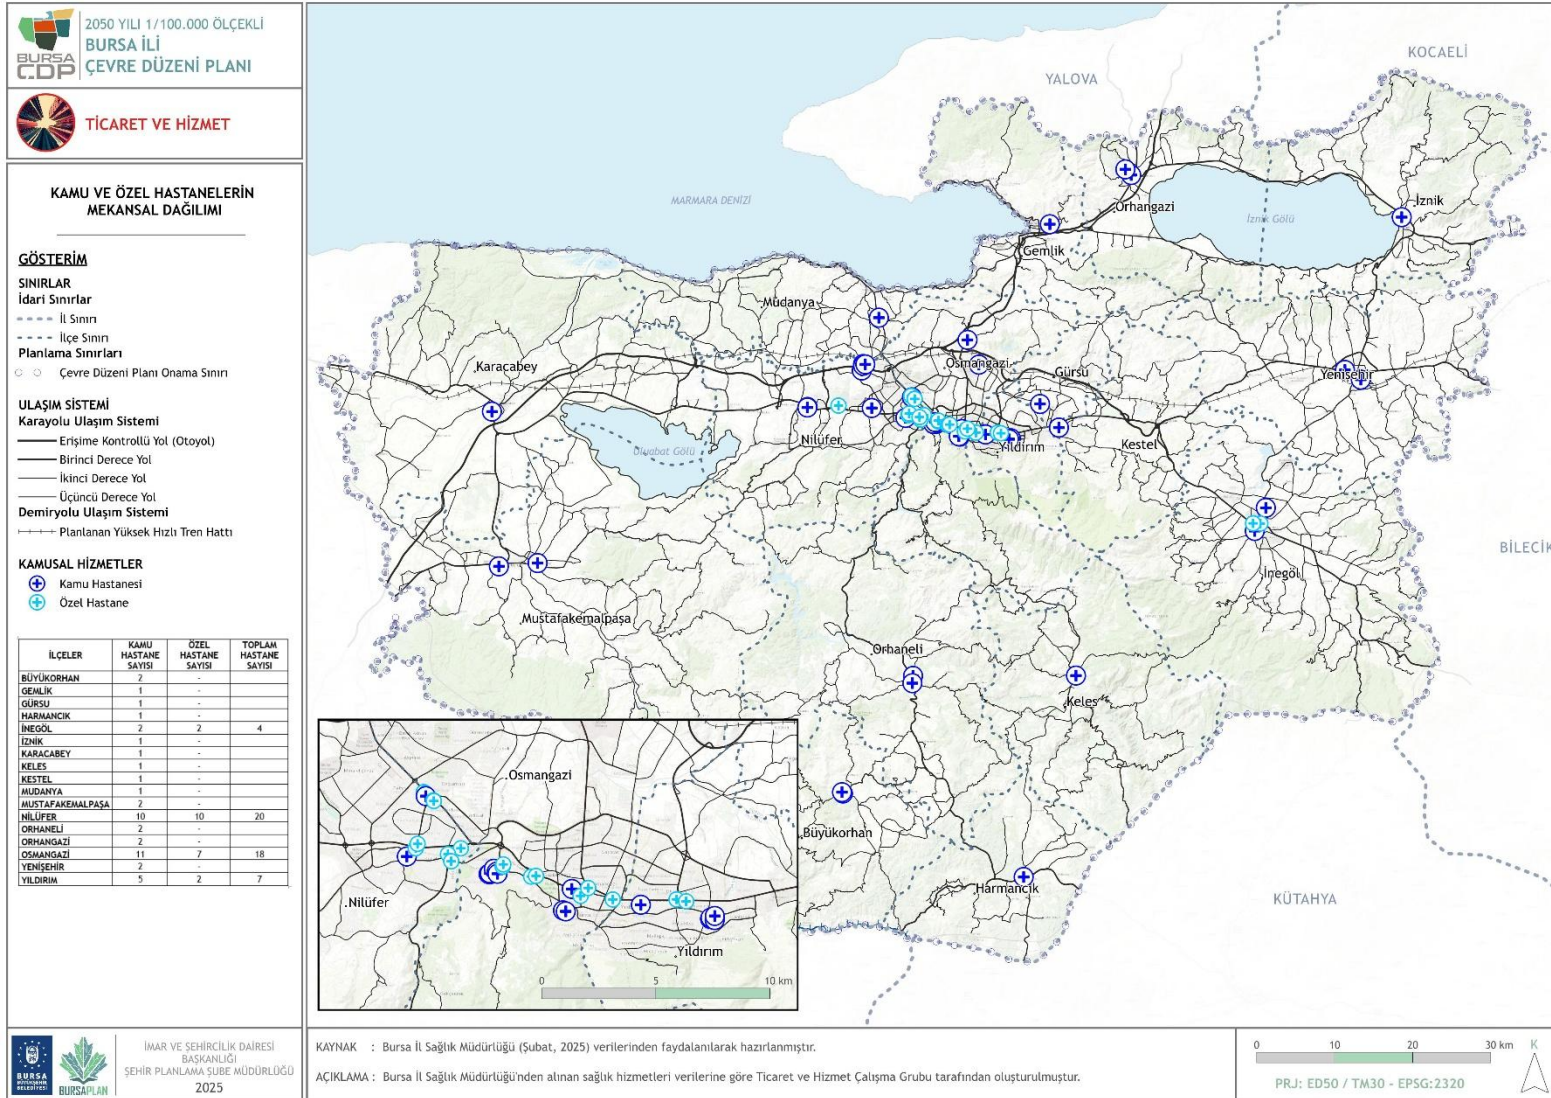 2050 YILI 1/100.000 ÖLÇEKLİ
BURSA İLİ
ÇEVRE DÜZENİ PLANI
BURSA
ÇDP
TİCARET VE HİZMET
KAMU VE ÖZEL HASTANELERİN
MEKANSAL DAĞILIMI
GÖSTERİM
SINIRLAR
İdari Sınırlar
İl Sınırı
İlçe Sınırı
Planlama Sınırları
Çevre Düzeni Planı Onama Sınırı
ULAŞIM SİSTEMİ
Karayolu Ulaşım Sistemi
Erişime Kontrollü Yol (Otoyol)
Birinci Derece Yol
İkinci Derece Yol
Üçüncü Derece Yol
Demiryolu Ulaşım Sistemi
Planlanan Yüksek Hızlı Tren Hattı
KAMUSAL HİZMETLER
Kamu Hastanesi
Özel Hastane
İLÇELER KAMU HASTANE SAYISI ÖZEL HASTANE SAYISI TOPLAM HASTANE SAYISI
BÜYÜKORHAN 2 -
GEMLİK 1 -
GÜRSU 1 -
HARMANCIK 1 -
İNEGÖL 2 2 4
İZNİK 1 -
KARACABEY 1 -
KELES 1 -
KESTEL 1 -
MUDANYA 1 -
MUSTAFAKEMALPAŞA 2 -
NİLÜFER 10 10 20
ORHANELİ 2 -
ORHANGAZİ 2 -
OSMANGAZİ 11 7 18
YENİŞEHİR 2 -
YILDIRIM 5 2 7
KOCAELİ
YALOVA
MARMARA DENİZİ
Orhangazi
İznik Gölü
İznik
Gemlik
Mudanya
Karacabey
Osmangazi
Gürsu
Yenişehir
Nilüfer
Yıldırım
Kestel
Uluabat Gölü
BİLECİK
İnegöl
Mustafakemalpaşa
Orhaneli
Keles
Büyükorhan
Harmancık
KÜTAHYA
.Osmangazi
.Nilüfer
Yıldırım
0 5 10 km
BURSA
BÜYÜKŞEHİR
BELEDİYESİ
BURSAPLAN
İMAR VE ŞEHİRCİLİK DAİRESİ
BAŞKANLIĞI
ŞEHİR PLANLAMA ŞUBE MÜDÜRLÜĞÜ
2025
KAYNAK : Bursa İl Sağlık Müdürlüğü (Şubat, 2025) verilerinden faydalanılarak hazırlanmıştır.
AÇIKLAMA : Bursa İl Sağlık Müdürlüğü'nden alınan sağlık hizmetleri verilerine göre Ticaret ve Hizmet Çalışma Grubu tarafından oluşturulmuştur.
0 10 20 30 km
K
PRJ: ED50 / TM30 - EPSG:2320